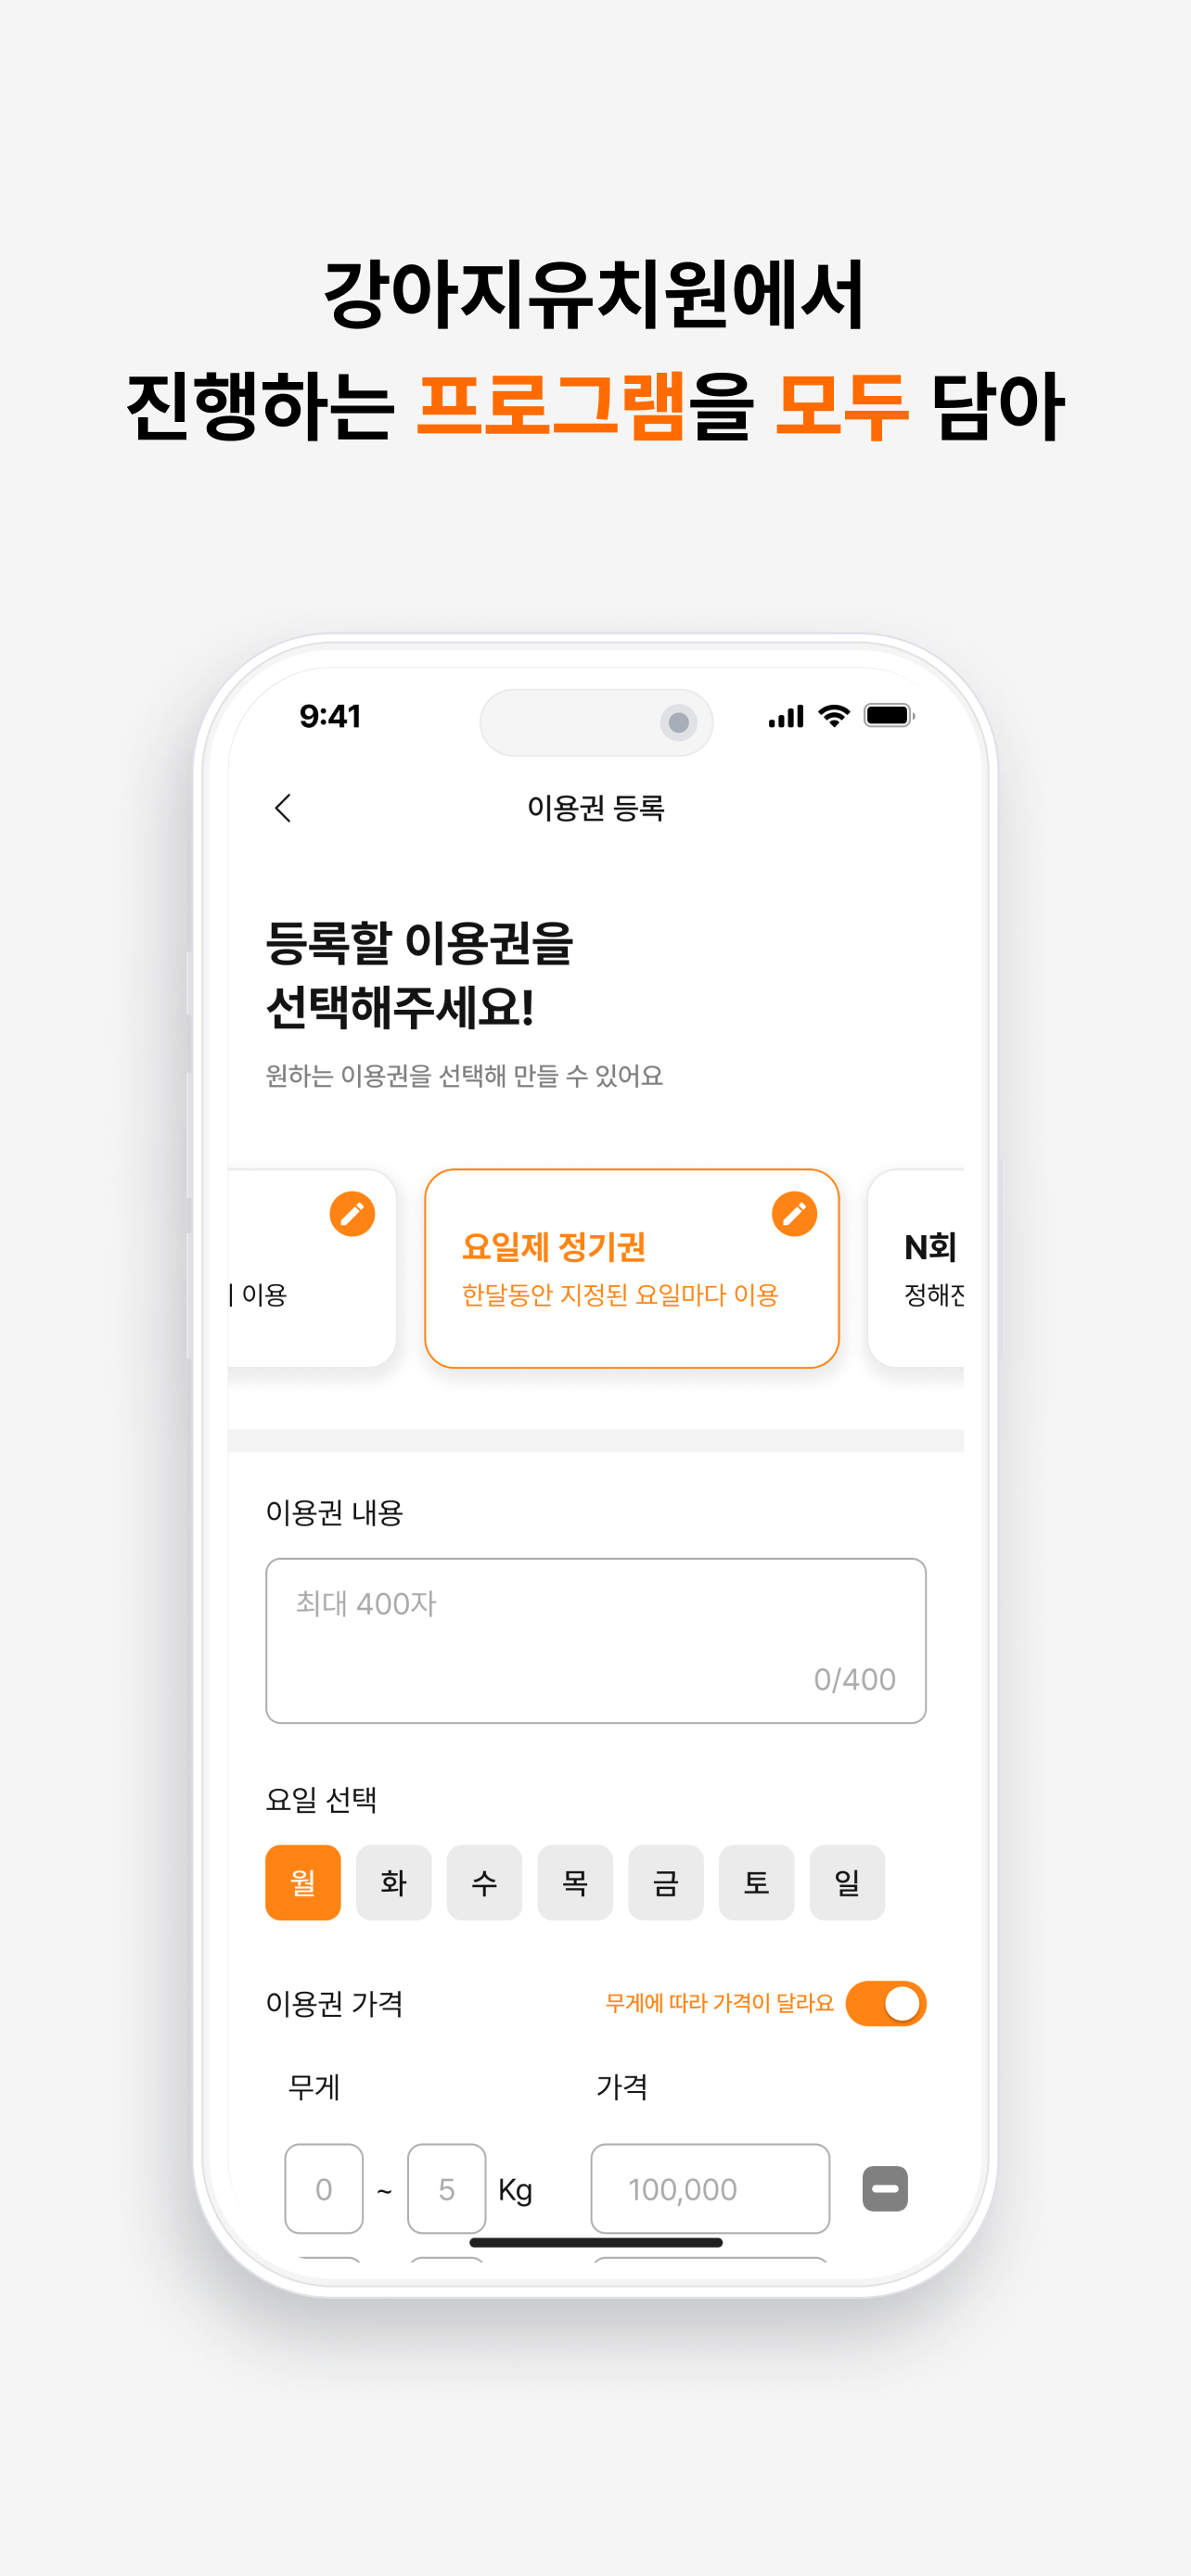 강아지유치원에서
진행하는 프로그램을 모두 담아
9:41
이용권 등록
등록할 이용권을
선택해주세요!
원하는 이용권을 선택해 만들 수 있어요
이용
요일제 정기권
한달동안 지정된 요일마다 이용
N회
정해진
이용권 내용
최대 400자
0/400
요일 선택
월 화 수 목 금 토 일
이용권 가격 무게에 따라 가격이 달라요
무게 가격
0 ~ 5 Kg 100,000